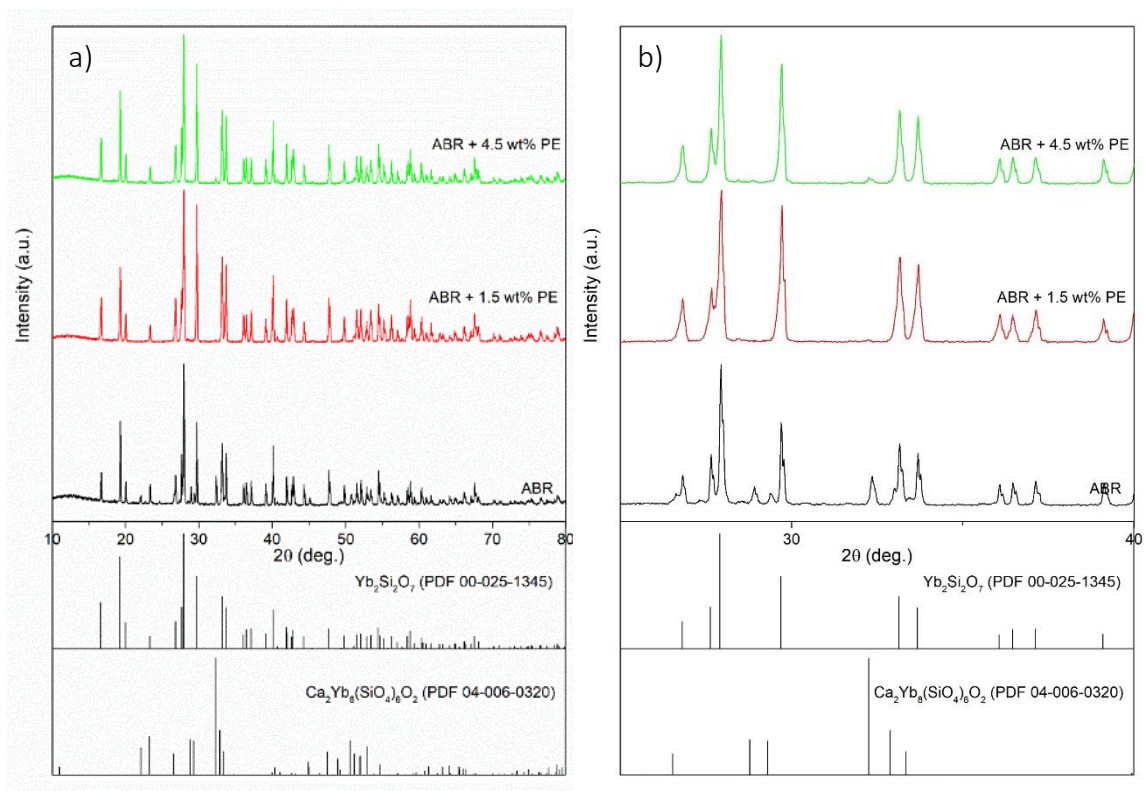 a)
ABR + 4.5 wt% PE
ABR + 1.5 wt% PE
ABR
Intensity (a.u.)
10 20 30 40 50 60 70 80
2θ (deg.)
Yb₂Si₂O₇ (PDF 00-025-1345)
Ca₂Yb₈(SiO₄)₆O₂ (PDF 04-006-0320)
b)
ABR + 4.5 wt% PE
ABR + 1.5 wt% PE
ABR
Intensity (a.u.)
30 40
2θ (deg.)
Yb₂Si₂O₇ (PDF 00-025-1345)
Ca₂Yb₈(SiO₄)₆O₂ (PDF 04-006-0320)